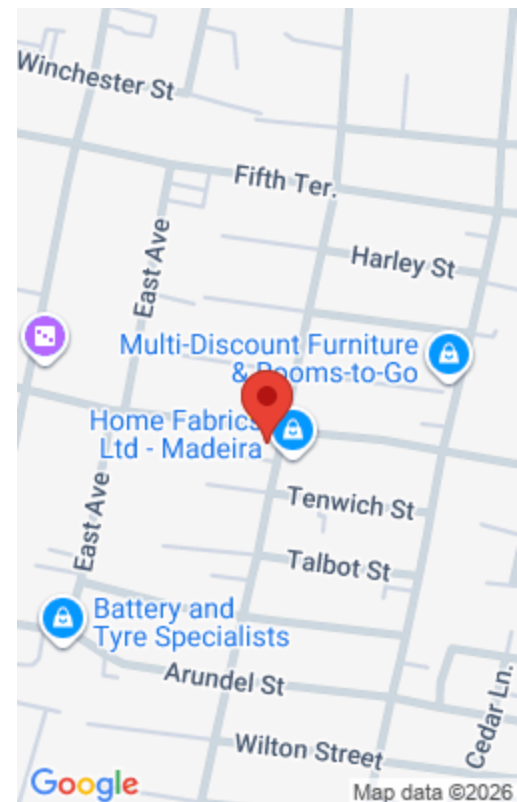 Winchester St
Fifth Ter.
East Ave
Harley St
Multi-Discount Furniture
& Rooms-to-Go
Home Fabrics
Ltd - Madeira
Tenwich St
East Ave
Talbot St
Battery and
Tyre Specialists
Arundel St
Cedar Ln.
Wilton Street
Google
Map data ©2026